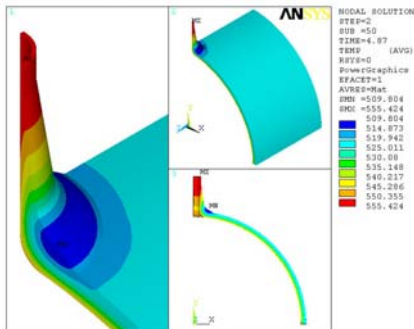 1
ANSYS
NODAL SOLUTION
STEP=2
SUB =50
TIME=4.87
TEMP (AVG)
RSYS=0
PowerGraphics
EFACET=1
AVRES=Mat
SMN =509.804
SMX =555.424
509.804
514.873
519.942
525.011
530.08
535.148
540.217
545.286
550.355
555.424
MX
Z
X
MX
MN
Z
X